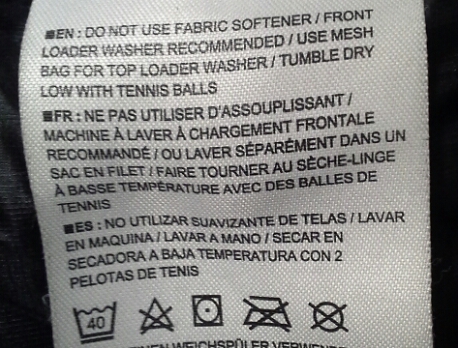 ■EN : DO NOT USE FABRIC SOFTENER / FRONT
LOADER WASHER RECOMMENDED / USE MESH
BAG FOR TOP LOADER WASHER / TUMBLE DRY
LOW WITH TENNIS BALLS
■FR : NE PAS UTILISER D'ASSOUPLISSANT /
MACHINE À LAVER À CHARGEMENT FRONTALE
RECOMMANDÉ / OU LAVER SÉPARÉMENT DANS UN
SAC EN FILET / FAIRE TOURNER AU SÈCHE-LINGE
À BASSE TEMPÉRATURE AVEC DES BALLES DE
TENNIS
■ES : NO UTILIZAR SUAVIZANTE DE TELAS / LAVAR
EN MAQUINA / LAVAR A MANO / SECAR EN
SECADORA A BAJA TEMPERATURA CON 2
PELOTAS DE TENIS
40
WEICHSPÜLER